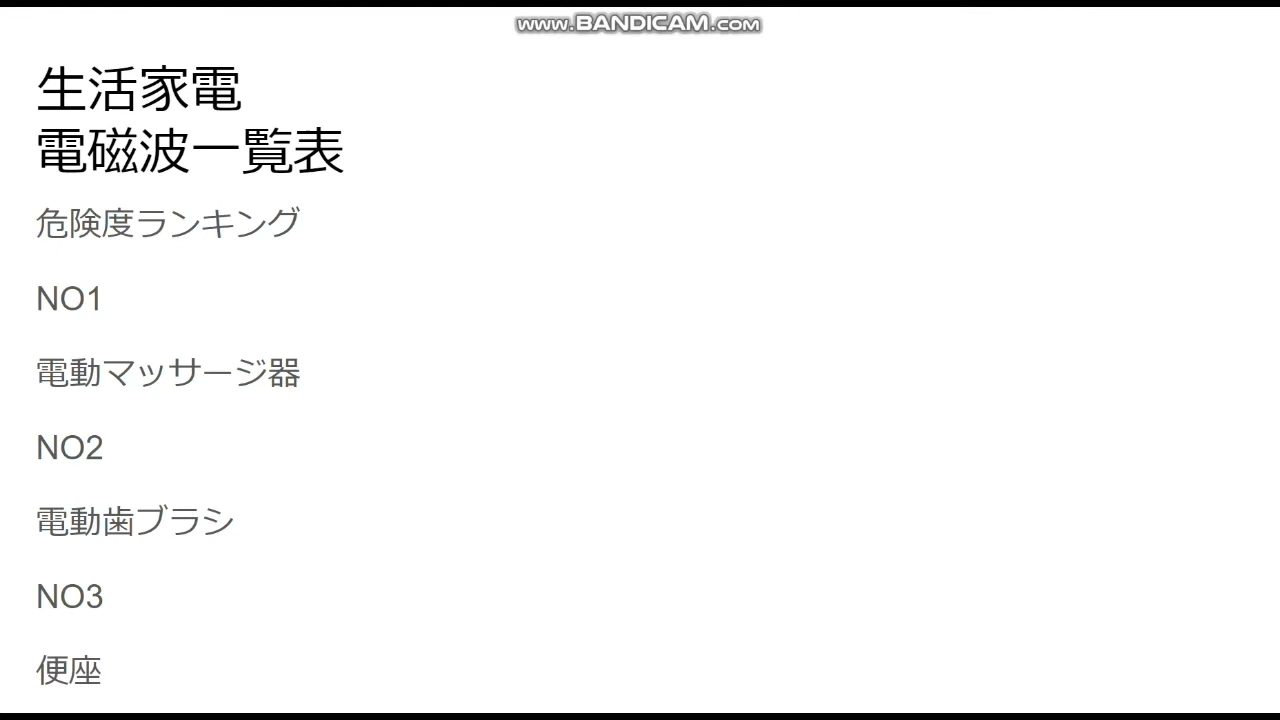 www.BANDICAM.com
生活家電
電磁波一覧表
危険度ランキング
NO1
電動マッサージ器
NO2
電動歯ブラシ
NO3
便座